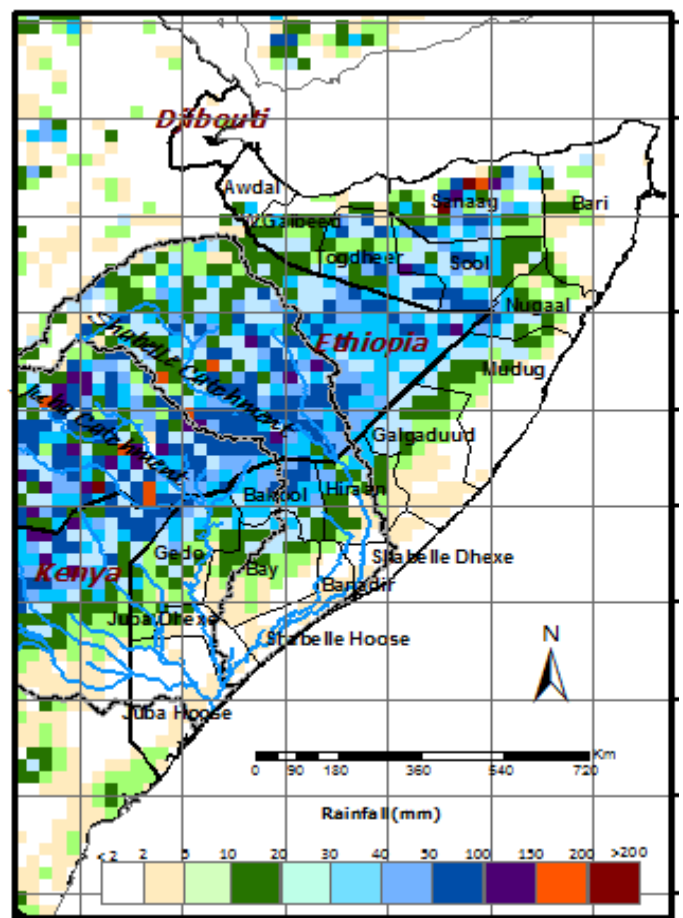 Djibouti
Awdal
Sanaag
Bari
W.Galbeed
Togdheer
Sool
Nugaal
Ethiopia
Shabelle Catchment
Mudug
Juba Catchment
Galgaduud
Bakool
Hiraan
Gedo
Bay
Shabelle Dhexe
Kenya
Banadir
Juba Dhexe
Shabelle Hoose
N
Juba Hoose
Km
0 90 180 360 540 720
Rainfall(mm)
<2 2 5 10 20 30 40 50 100 150 200 >200